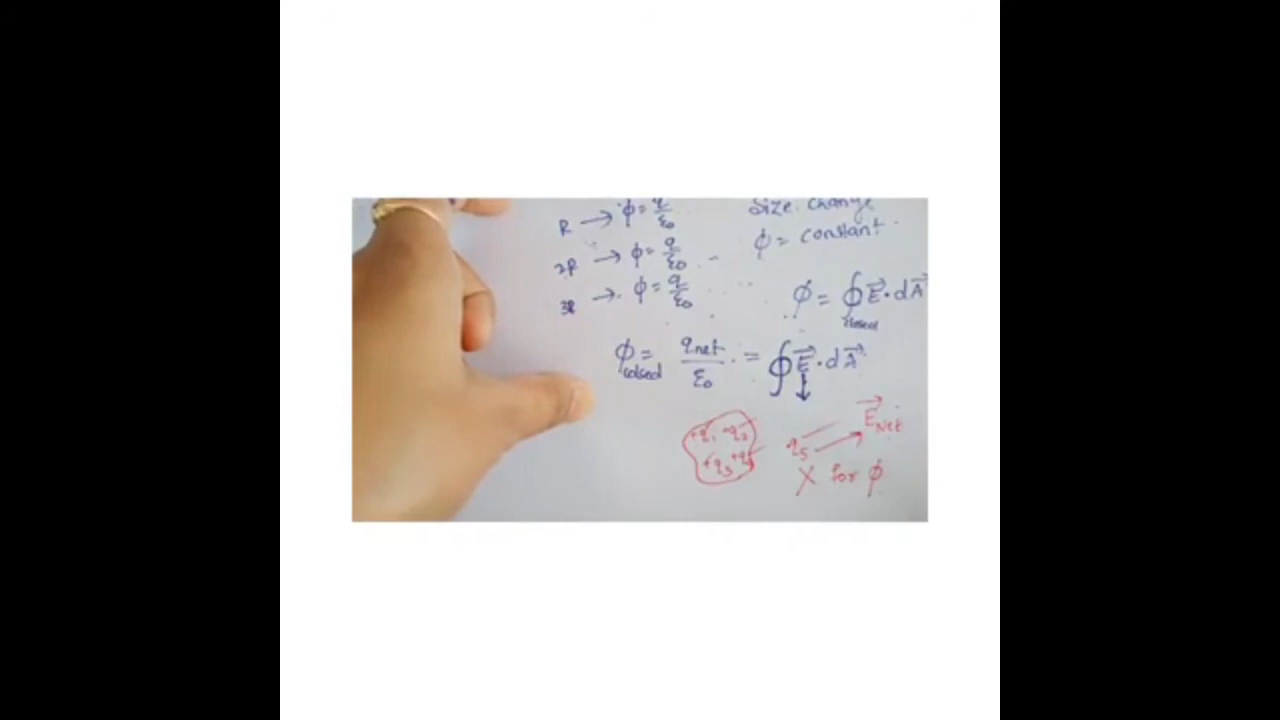 R → ϕ = q/ε₀
Size change
ϕ = constant
2R → ϕ = q/ε₀
3R → ϕ = q/ε₀
ϕ = ∮ E⃗ · dA⃗
closed
ϕ = qnet/ε₀ = ∮ E⃗ · dA⃗
colsed
↓
+q₁ -q₂
+q₃ +q₄
q₅ → E⃗ Net
X for ϕ